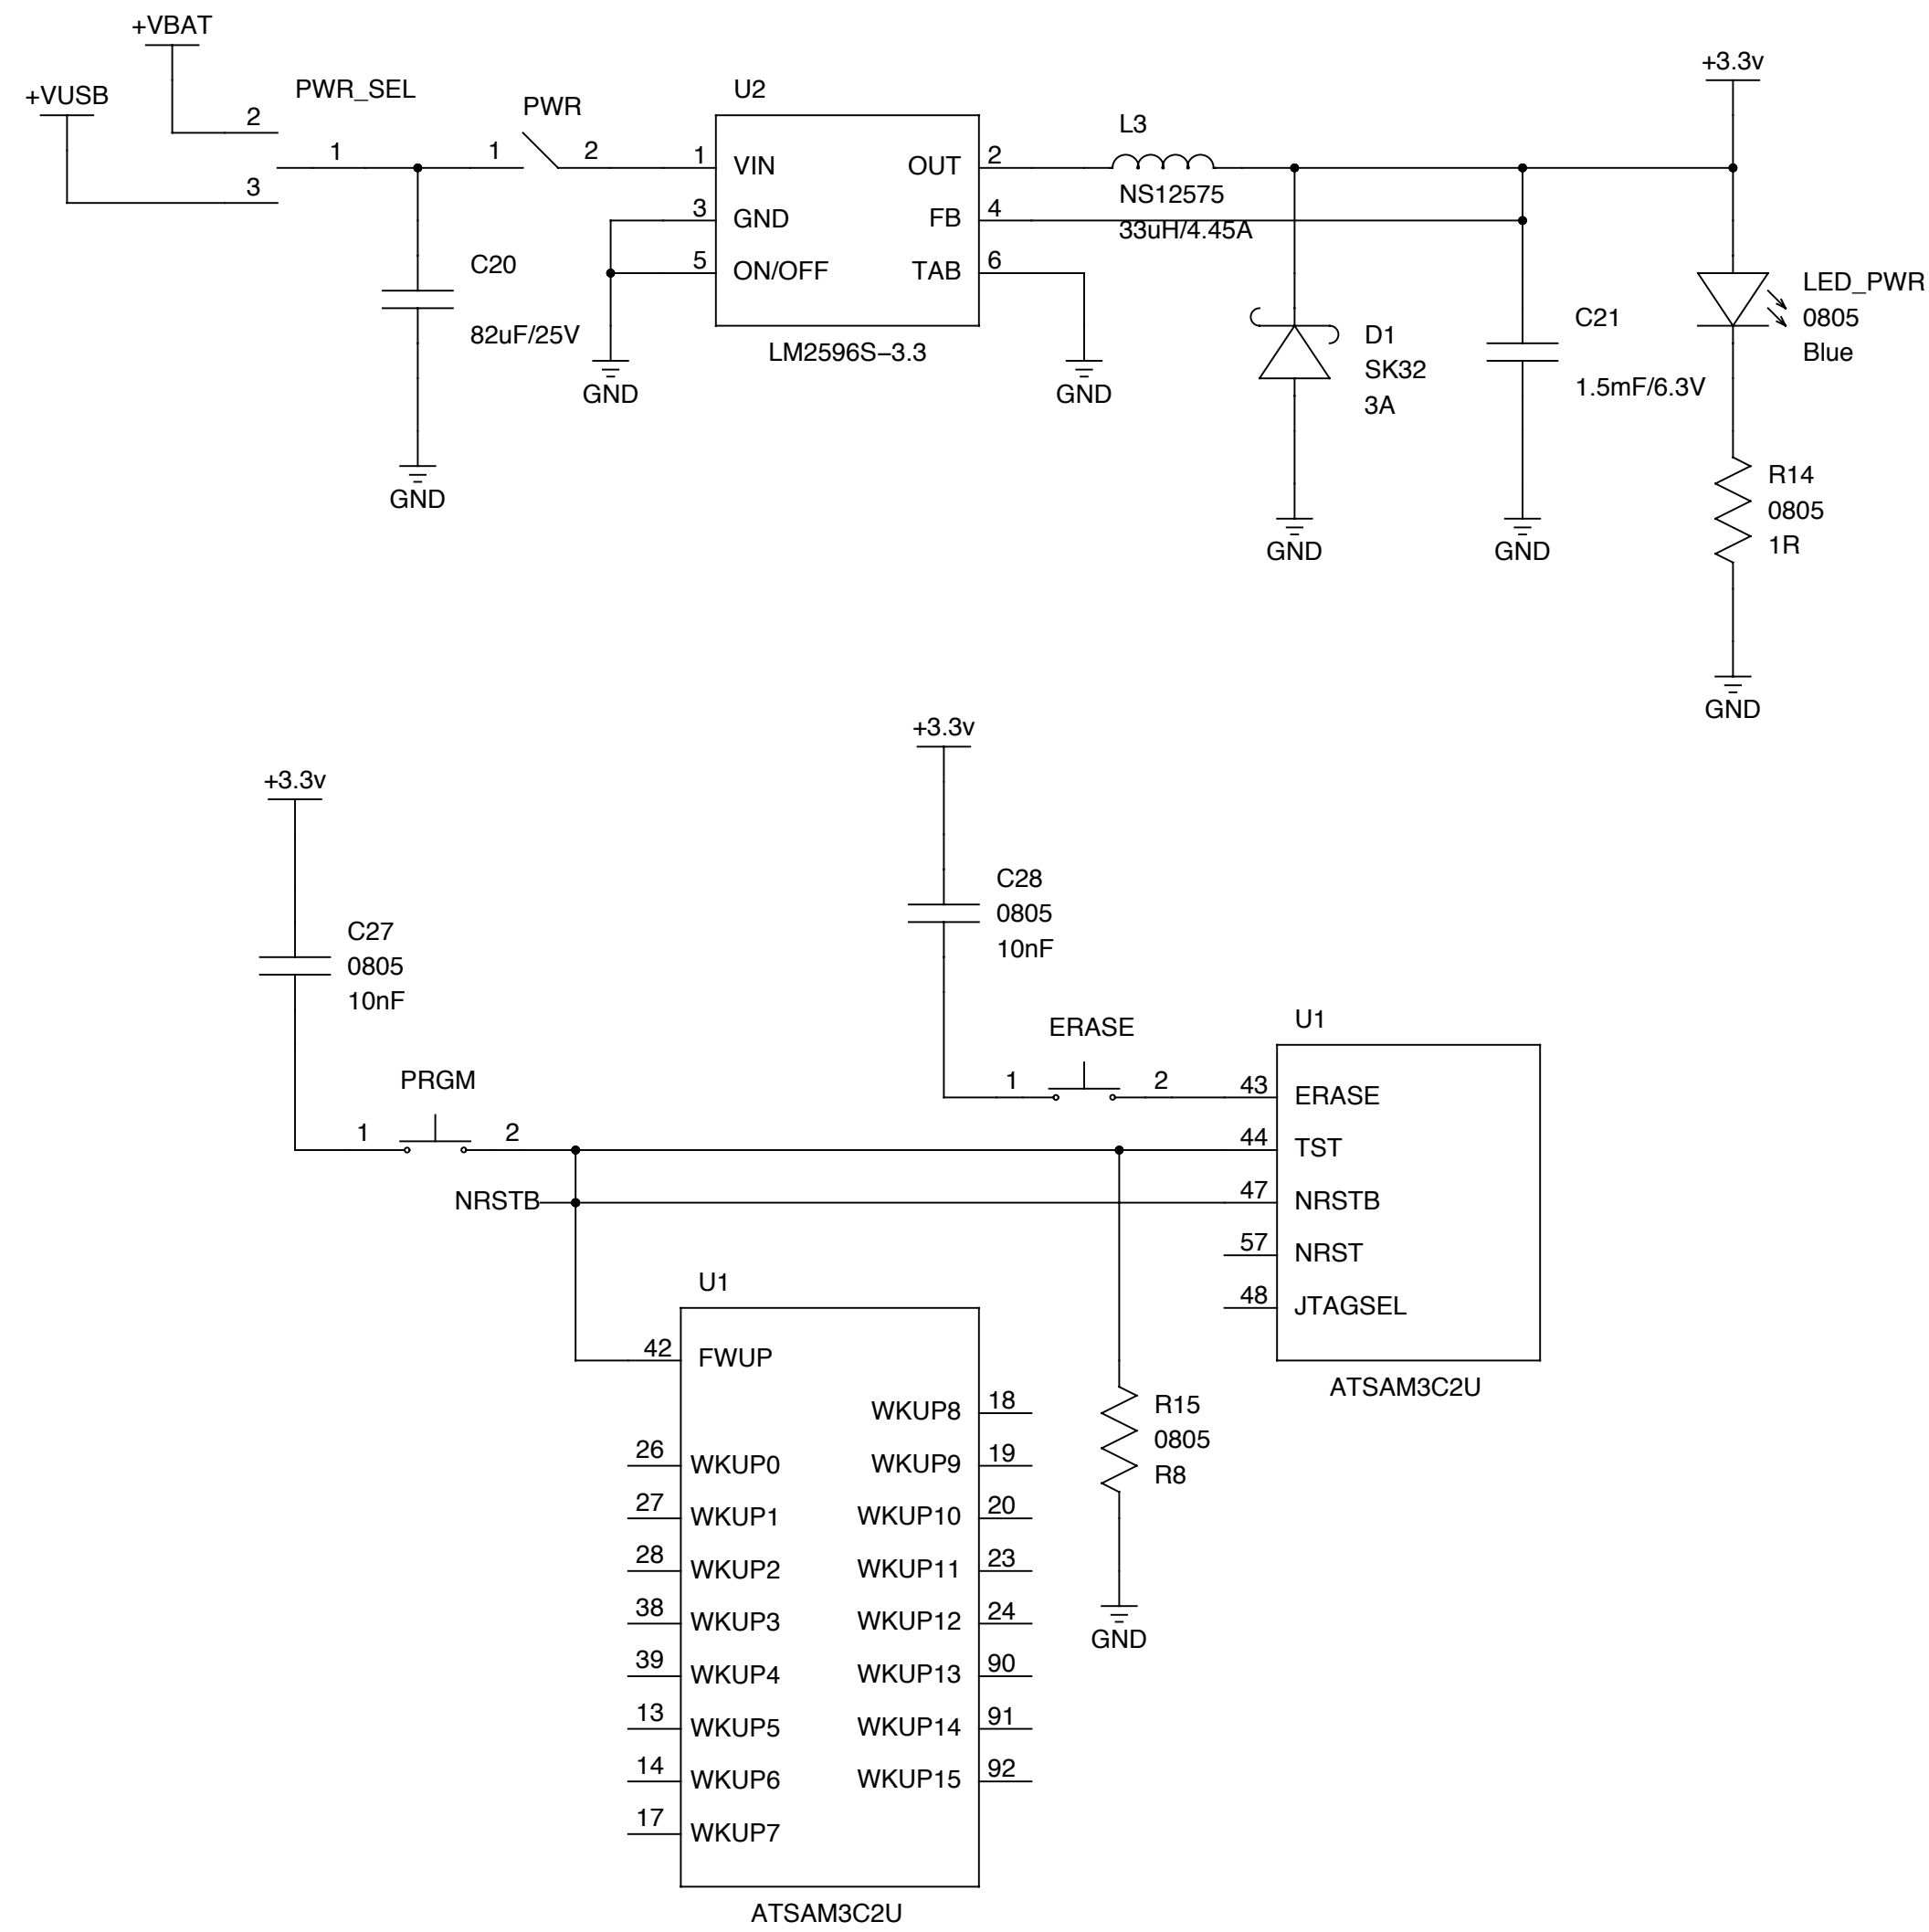 +VBAT
+VUSB
PWR_SEL
2
1
3
PWR
1
2
C20
82uF/25V
GND
U2
1
VIN
3
GND
5
ON/OFF
OUT
2
FB
4
TAB
6
LM2596S-3.3
GND
GND
L3
NS12575
33uH/4.45A
D1
SK32
3A
GND
C21
1.5mF/6.3V
GND
+3.3v
LED_PWR
0805
Blue
R14
0805
1R
GND
+3.3v
C27
0805
10nF
PRGM
1
2
NRSTB
+3.3v
C28
0805
10nF
ERASE
1
2
U1
43
ERASE
44
TST
47
NRSTB
57
NRST
48
JTAGSEL
ATSAM3C2U
U1
42
FWUP
26
WKUP0
27
WKUP1
28
WKUP2
38
WKUP3
39
WKUP4
13
WKUP5
14
WKUP6
17
WKUP7
WKUP8
18
WKUP9
19
WKUP10
20
WKUP11
23
WKUP12
24
WKUP13
90
WKUP14
91
WKUP15
92
ATSAM3C2U
R15
0805
R8
GND